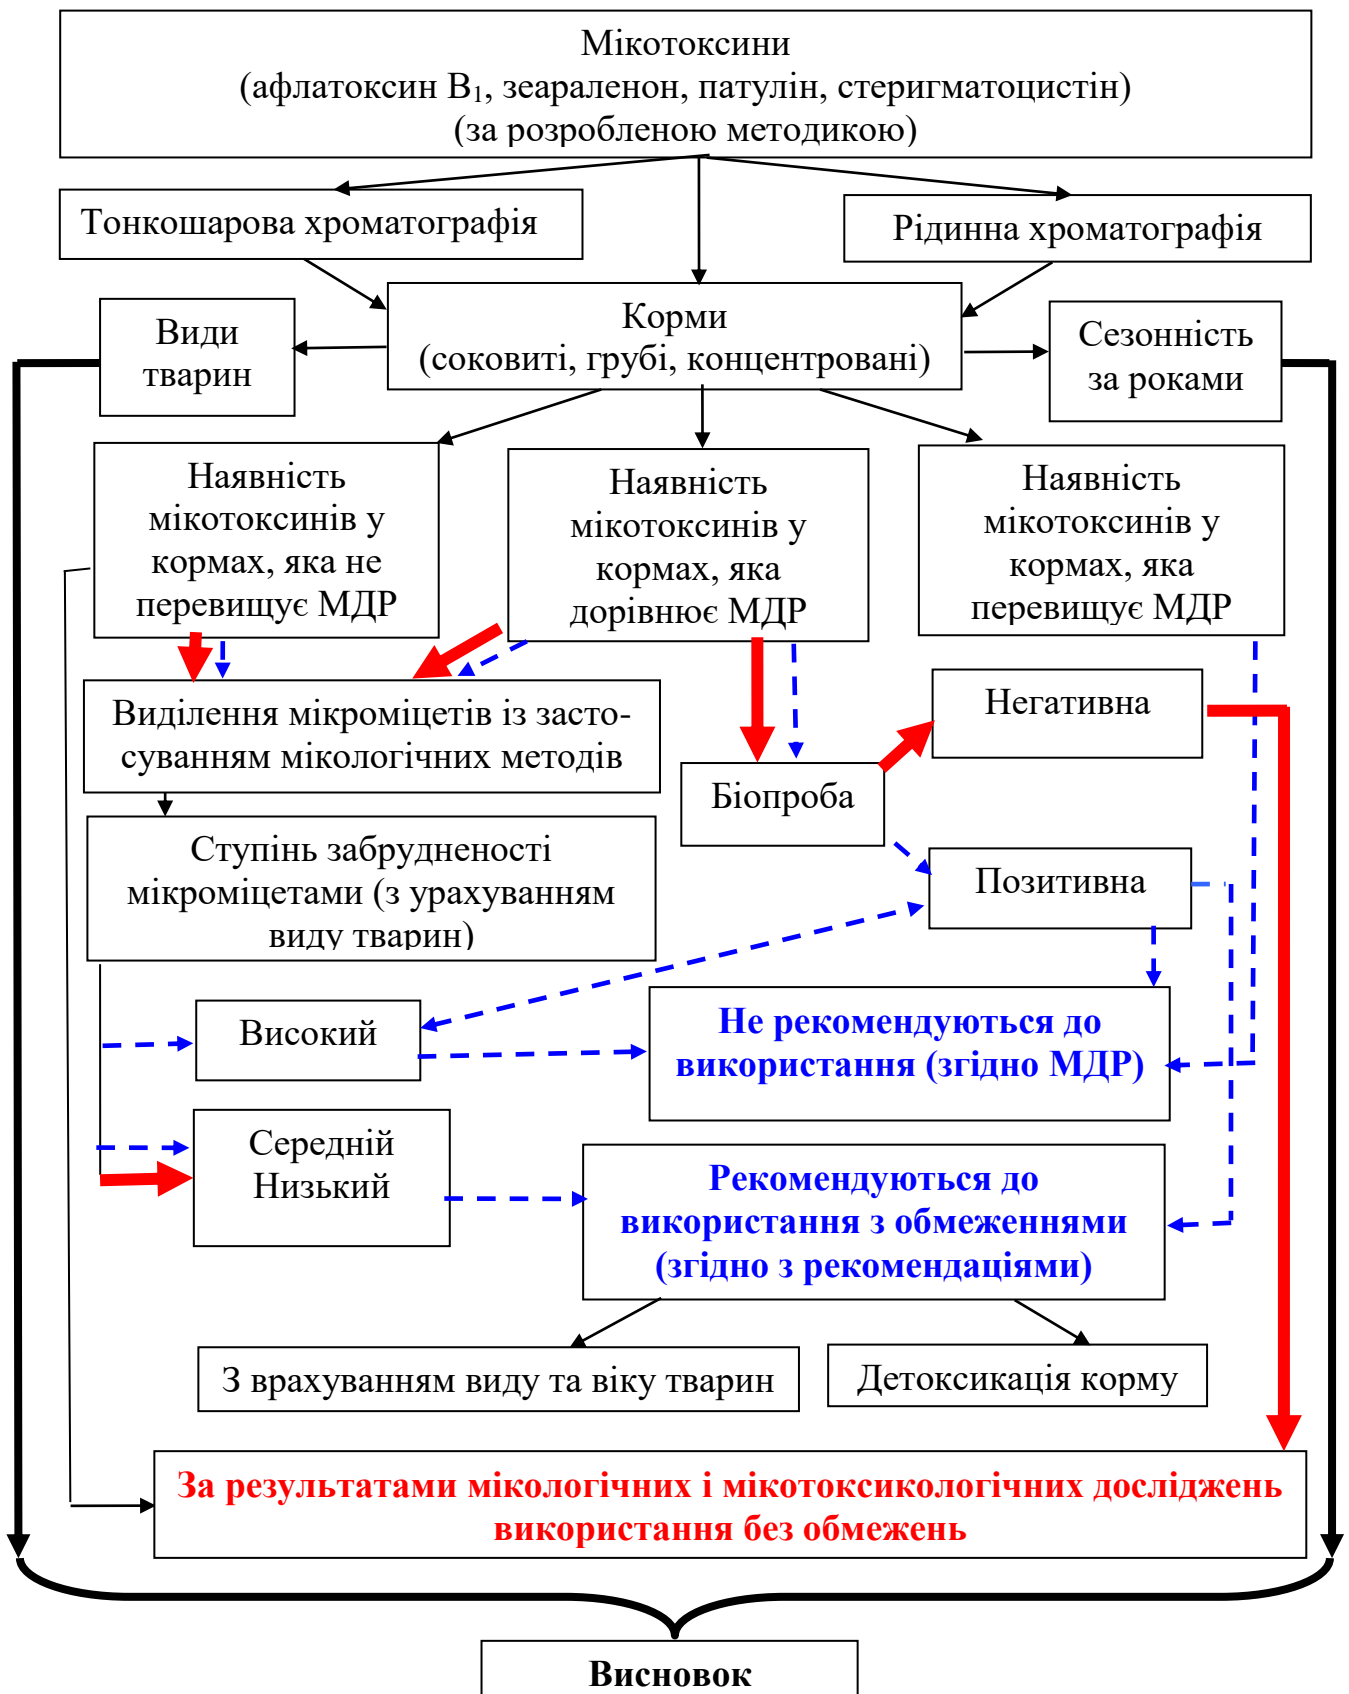 Мікотоксини
(афлатоксин В₁, зеараленон, патулін, стеригматоцистін)
(за розробленою методикою)
Тонкошарова хроматографія
Рідинна хроматографія
Види
тварин
Корми
(соковиті, грубі, концентровані)
Сезонність
за роками
Наявність
мікотоксинів у
кормах, яка не
перевищує МДР
Наявність
мікотоксинів у
кормах, яка
дорівнює МДР
Наявність
мікотоксинів у
кормах, яка
перевищує МДР
Виділення мікроміцетів із засто-
суванням мікологічних методів
Негативна
Біопроба
Ступінь забрудненості
мікроміцетами (з урахуванням
виду тварин)
Позитивна
Високий
Не рекомендуються до
використання (згідно МДР)
Середній
Низький
Рекомендуються до
використання з обмеженнями
(згідно з рекомендаціями)
З врахуванням виду та віку тварин
Детоксикація корму
За результатами мікологічних і мікотоксикологічних досліджень
використання без обмежень
Висновок